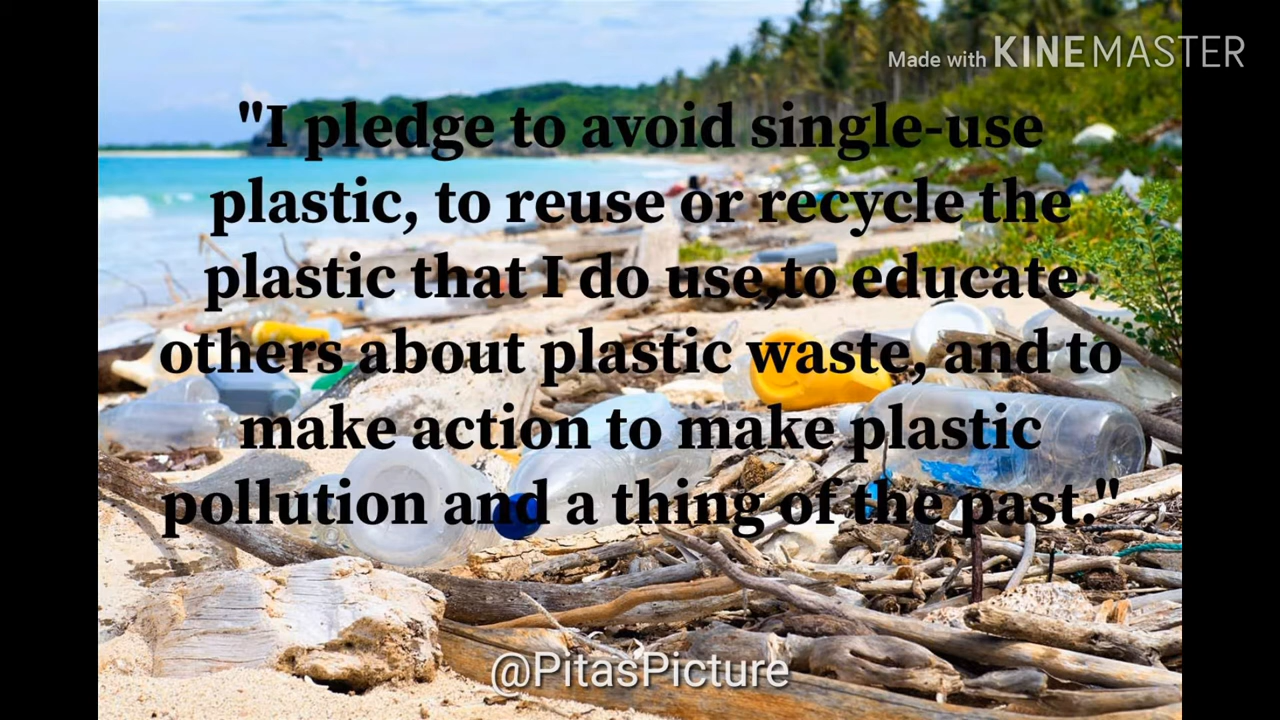 Made with KINEMASTER
"I pledge to avoid single-use
plastic, to reuse or recycle the
plastic that I do use,to educate
others about plastic waste, and to
make action to make plastic
pollution and a thing of the past."
@PitasPicture